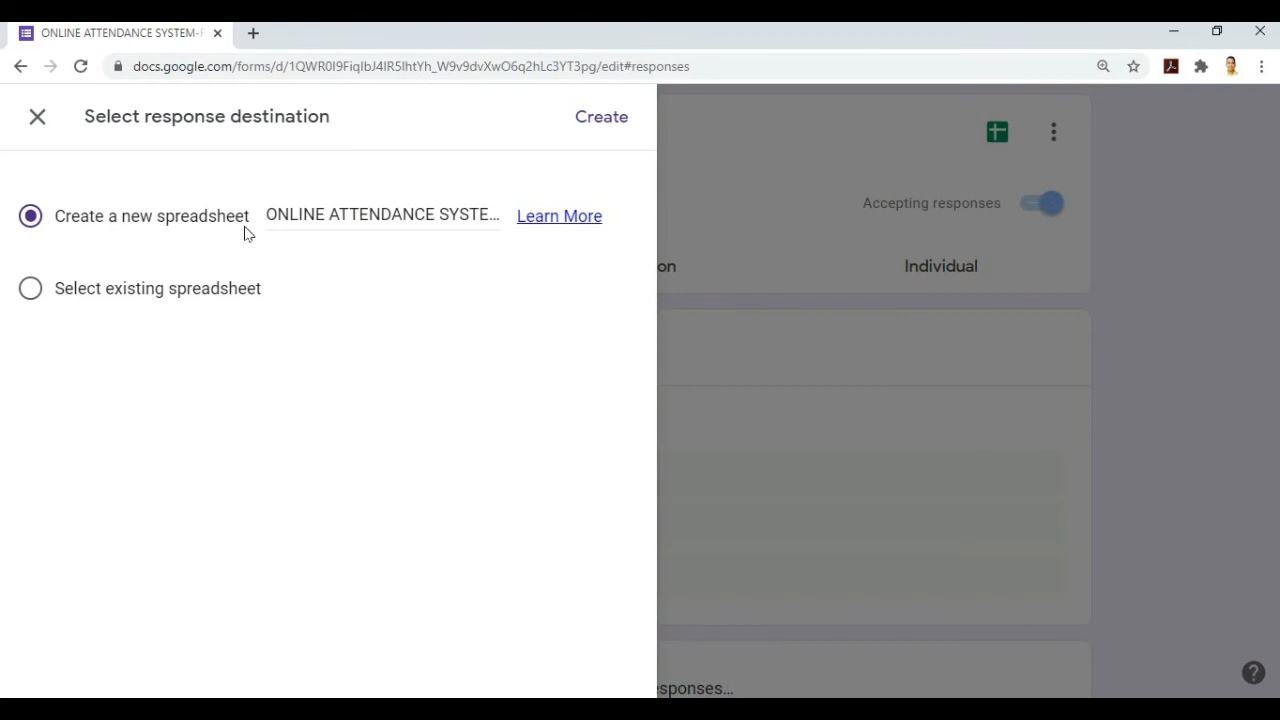 ONLINE ATTENDANCE SYSTEM-
docs.google.com/forms/d/1QWR0I9FiqIbJ4IR5IhtYh_W9v9dvXwO6q2hLc3YT3pg/edit#responses
Select response destination
Create
Create a new spreadsheet
ONLINE ATTENDANCE SYSTE...
Learn More
Select existing spreadsheet
Accepting responses
on
Individual
esponses...